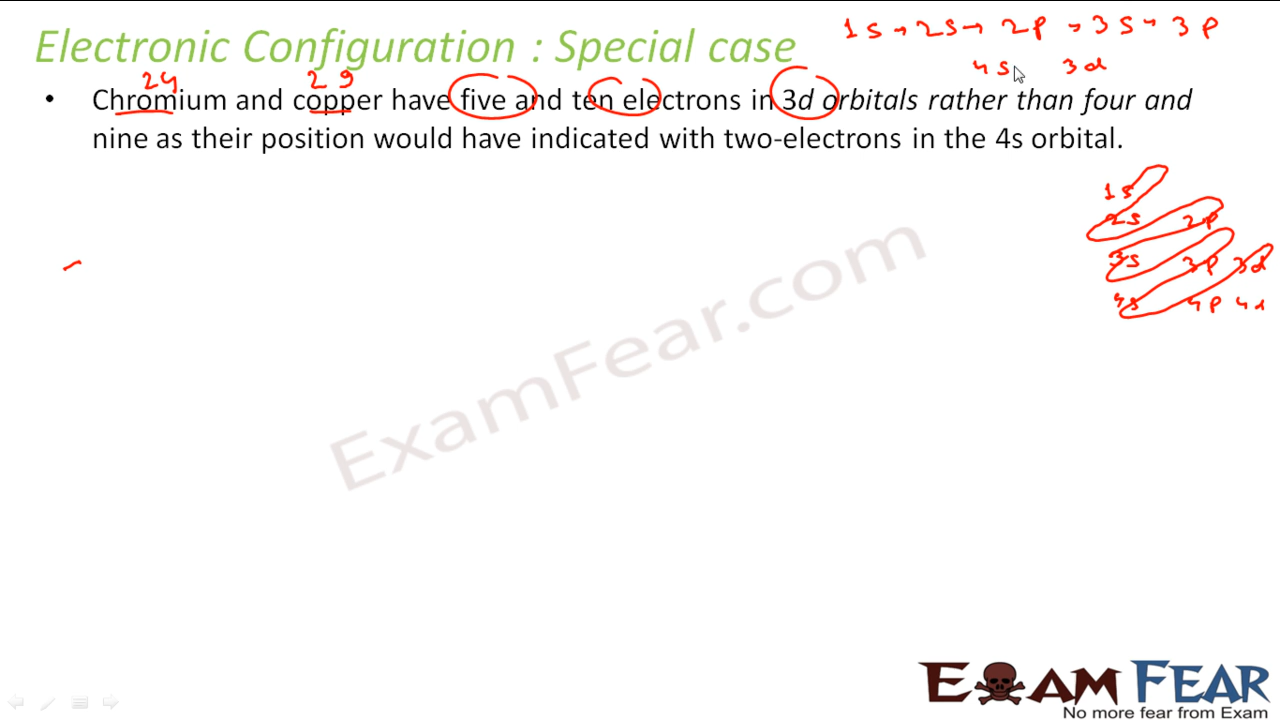 1s → 2s → 2p → 3s → 3p
Electronic Configuration : Special case
4s 3d
24 29
• Chromium and copper have five and ten electrons in 3d orbitals rather than four and
nine as their position would have indicated with two-electrons in the 4s orbital.
1s
2s 2p
3s 3p 3d
4s 4p 4d
ExamFear.com
EXAM FEAR
No more fear from Exam